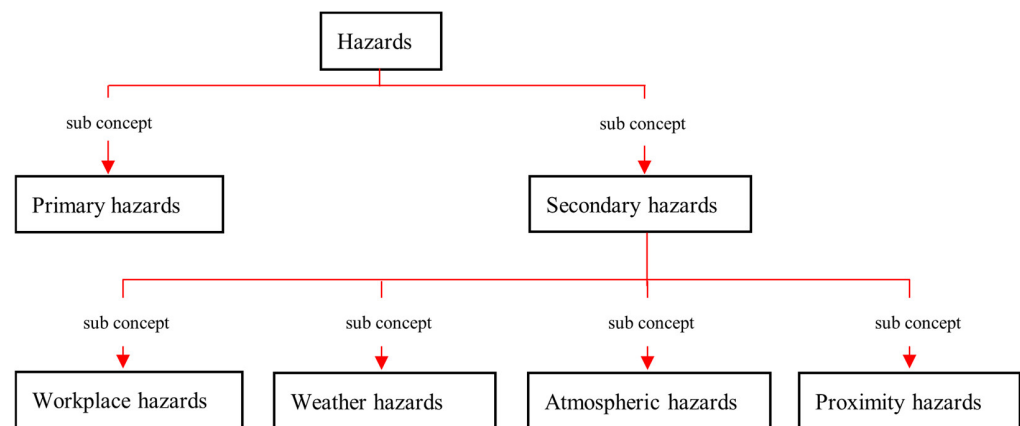 Hazards
sub concept
sub concept
Primary hazards
Secondary hazards
sub concept
sub concept
sub concept
sub concept
Workplace hazards
Weather hazards
Atmospheric hazards
Proximity hazards